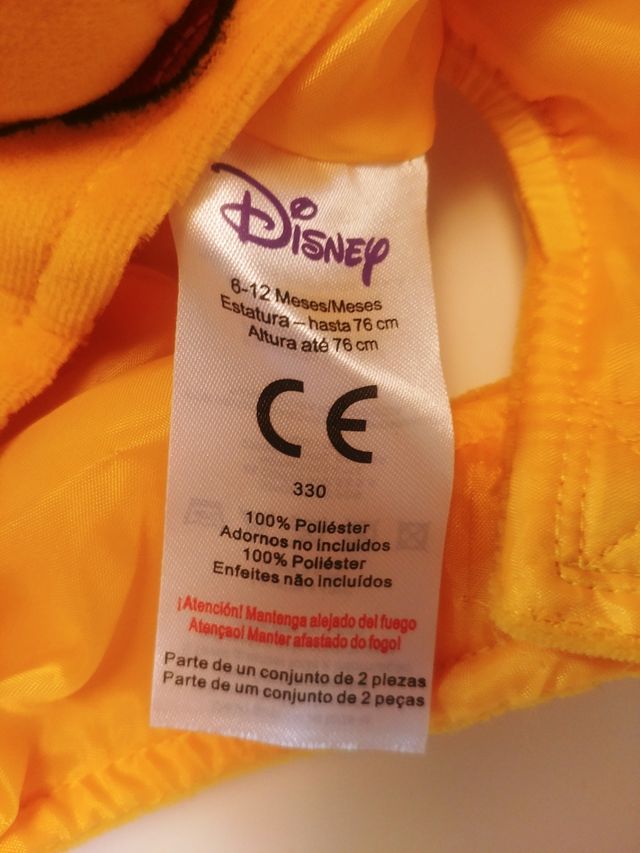 Disney
6-12 Meses/Meses
Estatura – hasta 76 cm
Altura até 76 cm
CE
330
100% Poliéster
Adornos no incluidos
100% Poliéster
Enfeites não incluídos
¡Atención! Mantenga alejado del fuego
Atençao! Manter afastado do fogo!
Parte de un conjunto de 2 piezas
Parte de um conjunto de 2 peças